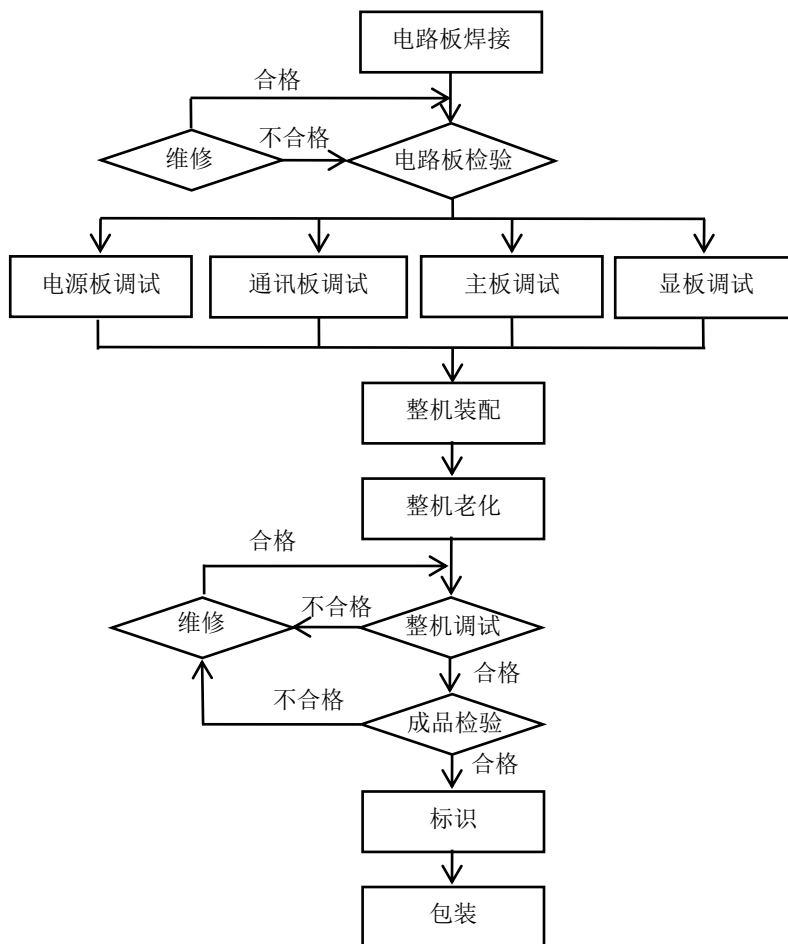 电路板焊接
合格
不合格
维修
电路板检验
电源板调试
通讯板调试
主板调试
显板调试
整机装配
整机老化
合格
不合格
维修
整机调试
合格
不合格
成品检验
合格
标识
包装